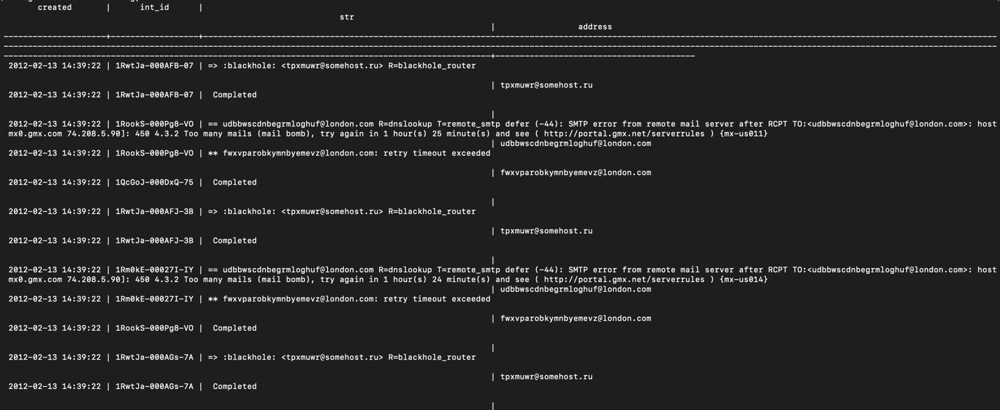 created | int_id |
str
| address
---------------------+------------------+------------------------------------------------------------
+-----------------------------------------
2012-02-13 14:39:22 | 1RwtJa-000AFB-07 | => :blackhole: <tpxmuwr@somehost.ru> R=blackhole_router
| tpxmuwr@somehost.ru
2012-02-13 14:39:22 | 1RwtJa-000AFB-07 | Completed
|
2012-02-13 14:39:22 | 1RookS-000Pg8-VO | == udbbwscdnbegrmloghuf@london.com R=dnslookup T=remote_smtp defer (-44): SMTP error from remote mail server after RCPT TO:<udbbwscdnbegrmloghuf@london.com>: host
mx0.gmx.com 74.208.5.90]: 450 4.3.2 Too many mails (mail bomb), try again in 1 hour(s) 25 minute(s) and see ( http://portal.gmx.net/serverrules ) {mx-us011}
| udbbwscdnbegrmloghuf@london.com
2012-02-13 14:39:22 | 1RookS-000Pg8-VO | ** fwxvparobkymnbyemevz@london.com: retry timeout exceeded
| fwxvparobkymnbyemevz@london.com
2012-02-13 14:39:22 | 1QcGoJ-000DxQ-75 | Completed
|
2012-02-13 14:39:22 | 1RwtJa-000AFJ-3B | => :blackhole: <tpxmuwr@somehost.ru> R=blackhole_router
| tpxmuwr@somehost.ru
2012-02-13 14:39:22 | 1RwtJa-000AFJ-3B | Completed
|
2012-02-13 14:39:22 | 1Rm0kE-00027I-IY | == udbbwscdnbegrmloghuf@london.com R=dnslookup T=remote_smtp defer (-44): SMTP error from remote mail server after RCPT TO:<udbbwscdnbegrmloghuf@london.com>: host
mx0.gmx.com 74.208.5.90]: 450 4.3.2 Too many mails (mail bomb), try again in 1 hour(s) 24 minute(s) and see ( http://portal.gmx.net/serverrules ) {mx-us014}
| udbbwscdnbegrmloghuf@london.com
2012-02-13 14:39:22 | 1Rm0kE-00027I-IY | ** fwxvparobkymnbyemevz@london.com: retry timeout exceeded
| fwxvparobkymnbyemevz@london.com
2012-02-13 14:39:22 | 1RookS-000Pg8-VO | Completed
|
2012-02-13 14:39:22 | 1RwtJa-000AGs-7A | => :blackhole: <tpxmuwr@somehost.ru> R=blackhole_router
| tpxmuwr@somehost.ru
2012-02-13 14:39:22 | 1RwtJa-000AGs-7A | Completed
|